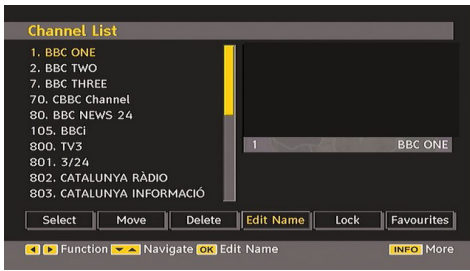 Channel List
1. BBC ONE
2. BBC TWO
7. BBC THREE
70. CBBC Channel
80. BBC NEWS 24
105. BBCi
800. TV3
801. 3/24
802. CATALUNYA RÀDIO
803. CATALUNYA INFORMACIÓ
1 BBC ONE
Select Move Delete Edit Name Lock Favourites
Function Navigate OK Edit Name INFO More